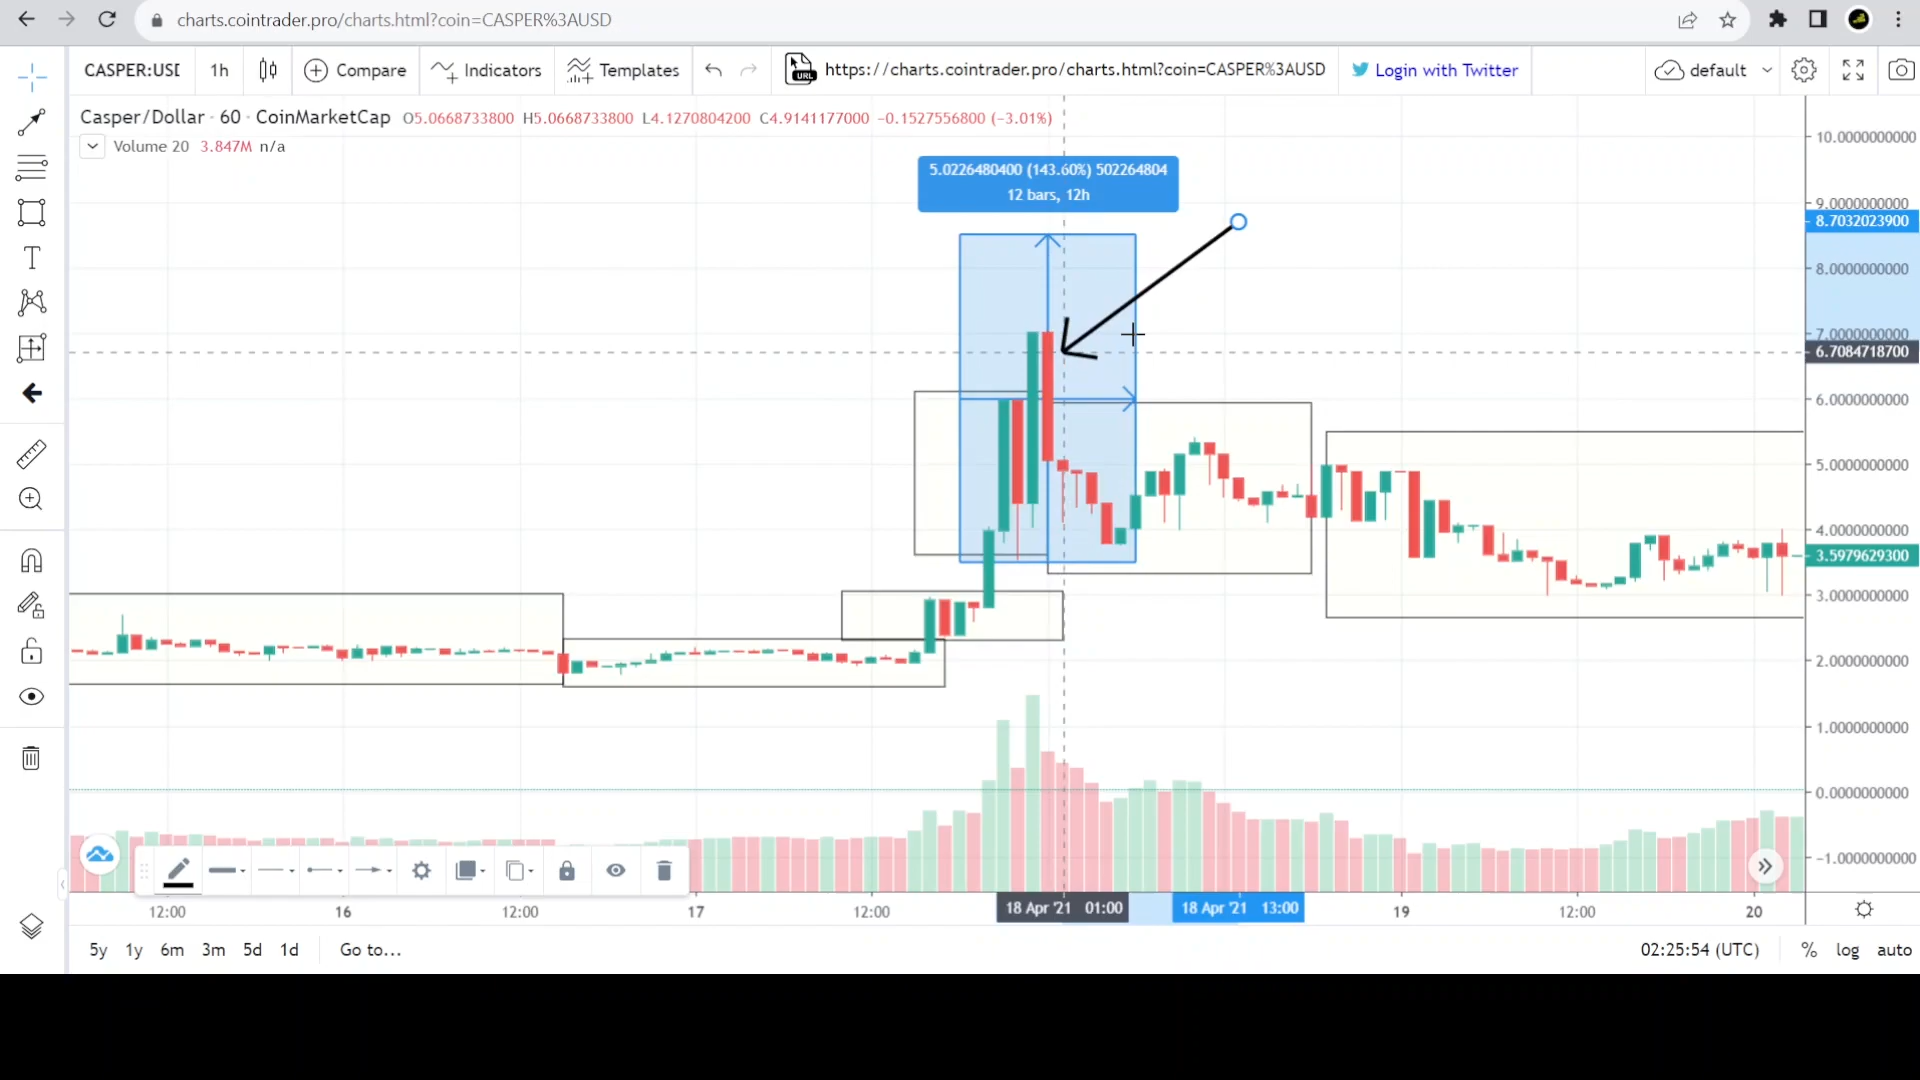 charts.cointrader.pro/charts.html?coin=CASPER%3AUSD
CASPER:USD 1h Compare Indicators Templates URL https://charts.cointrader.pro/charts.html?coin=CASPER%3AUSD Login with Twitter default
Casper/Dollar · 60 · CoinMarketCap O5.0668733800 H5.0668733800 L4.1270804200 C4.9141177000 −0.1527556800 (−3.01%)
Volume 20 3.847M n/a
5.0226480400 (143.60%) 502264804
12 bars, 12h
10.0000000000
9.0000000000
8.7032023900
8.0000000000
7.0000000000
6.7084718700
6.0000000000
5.0000000000
4.0000000000
3.5979629300
3.0000000000
2.0000000000
1.0000000000
0.0000000000
−1.0000000000
12:00 16 12:00 17 12:00 18 Apr '21 01:00 18 Apr '21 13:00 19 12:00 20
5y 1y 6m 3m 5d 1d Go to... 02:25:54 (UTC) % log auto